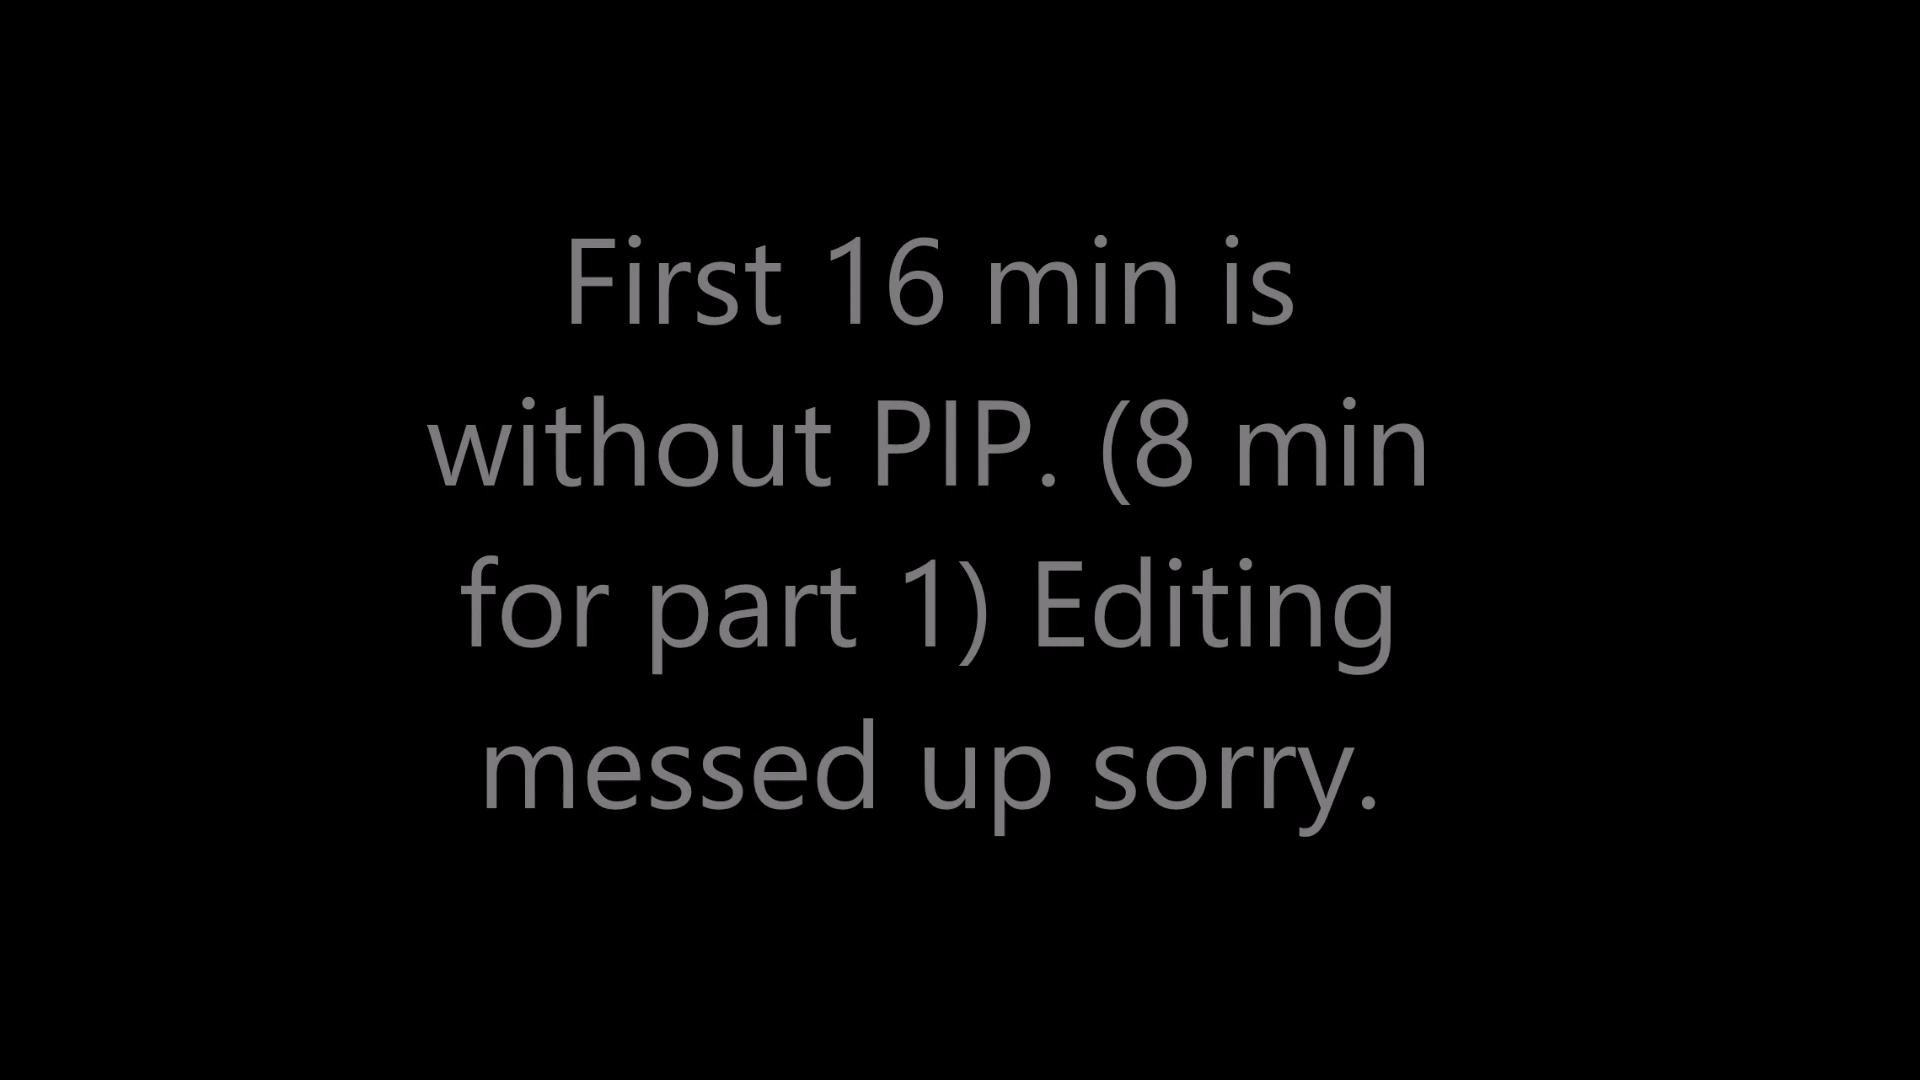 First 16 min is
without PIP. (8 min
for part 1) Editing
messed up sorry.